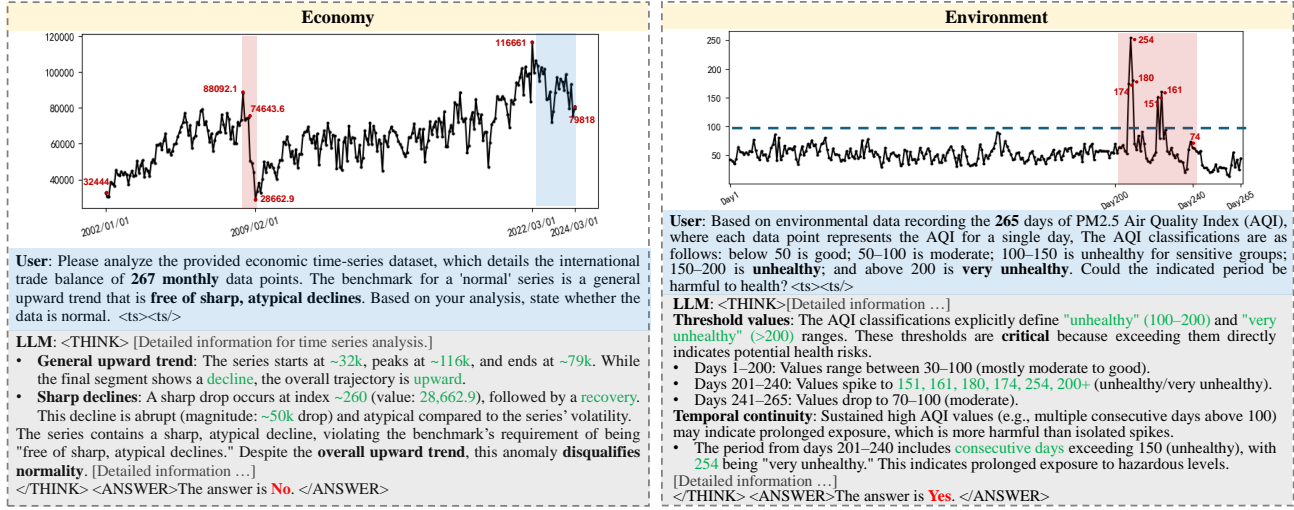 Economy
120000
100000
80000
60000
40000
116661
88092.1
74643.6
79818
32444
28662.9
2002/01/01
2009/02/01
2022/03/01
2024/03/01
User: Please analyze the provided economic time-series dataset, which details the international
trade balance of 267 monthly data points. The benchmark for a 'normal' series is a general
upward trend that is free of sharp, atypical declines. Based on your analysis, state whether the
data is normal. <ts><ts/>
LLM: <THINK> [Detailed information for time series analysis.]
• General upward trend: The series starts at ~32k, peaks at ~116k, and ends at ~79k. While
the final segment shows a decline, the overall trajectory is upward.
• Sharp declines: A sharp drop occurs at index ~260 (value: 28,662.9), followed by a recovery.
This decline is abrupt (magnitude: ~50k drop) and atypical compared to the series' volatility.
The series contains a sharp, atypical decline, violating the benchmark's requirement of being
"free of sharp, atypical declines." Despite the overall upward trend, this anomaly disqualifies
normality. [Detailed information …]
</THINK> <ANSWER>The answer is No. </ANSWER>
Environment
250
200
150
100
50
254
180
174
161
151
74
Day1
Day200
Day240
Day265
User: Based on environmental data recording the 265 days of PM2.5 Air Quality Index (AQI),
where each data point represents the AQI for a single day, The AQI classifications are as
follows: below 50 is good; 50–100 is moderate; 100–150 is unhealthy for sensitive groups;
150–200 is unhealthy; and above 200 is very unhealthy. Could the indicated period be
harmful to health? <ts><ts/>
LLM: <THINK>[Detailed information …]
Threshold values: The AQI classifications explicitly define "unhealthy" (100–200) and "very
unhealthy" (>200) ranges. These thresholds are critical because exceeding them directly
indicates potential health risks.
• Days 1–200: Values range between 30–100 (mostly moderate to good).
• Days 201–240: Values spike to 151, 161, 180, 174, 254, 200+ (unhealthy/very unhealthy).
• Days 241–265: Values drop to 70–100 (moderate).
Temporal continuity: Sustained high AQI values (e.g., multiple consecutive days above 100)
may indicate prolonged exposure, which is more harmful than isolated spikes.
• The period from days 201–240 includes consecutive days exceeding 150 (unhealthy), with
254 being "very unhealthy." This indicates prolonged exposure to hazardous levels.
[Detailed information …]
</THINK> <ANSWER>The answer is Yes. </ANSWER>